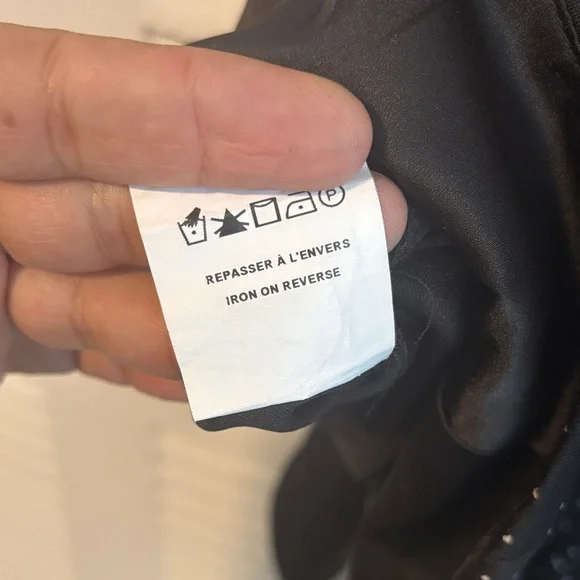 P
REPASSER À L'ENVERS
IRON ON REVERSE